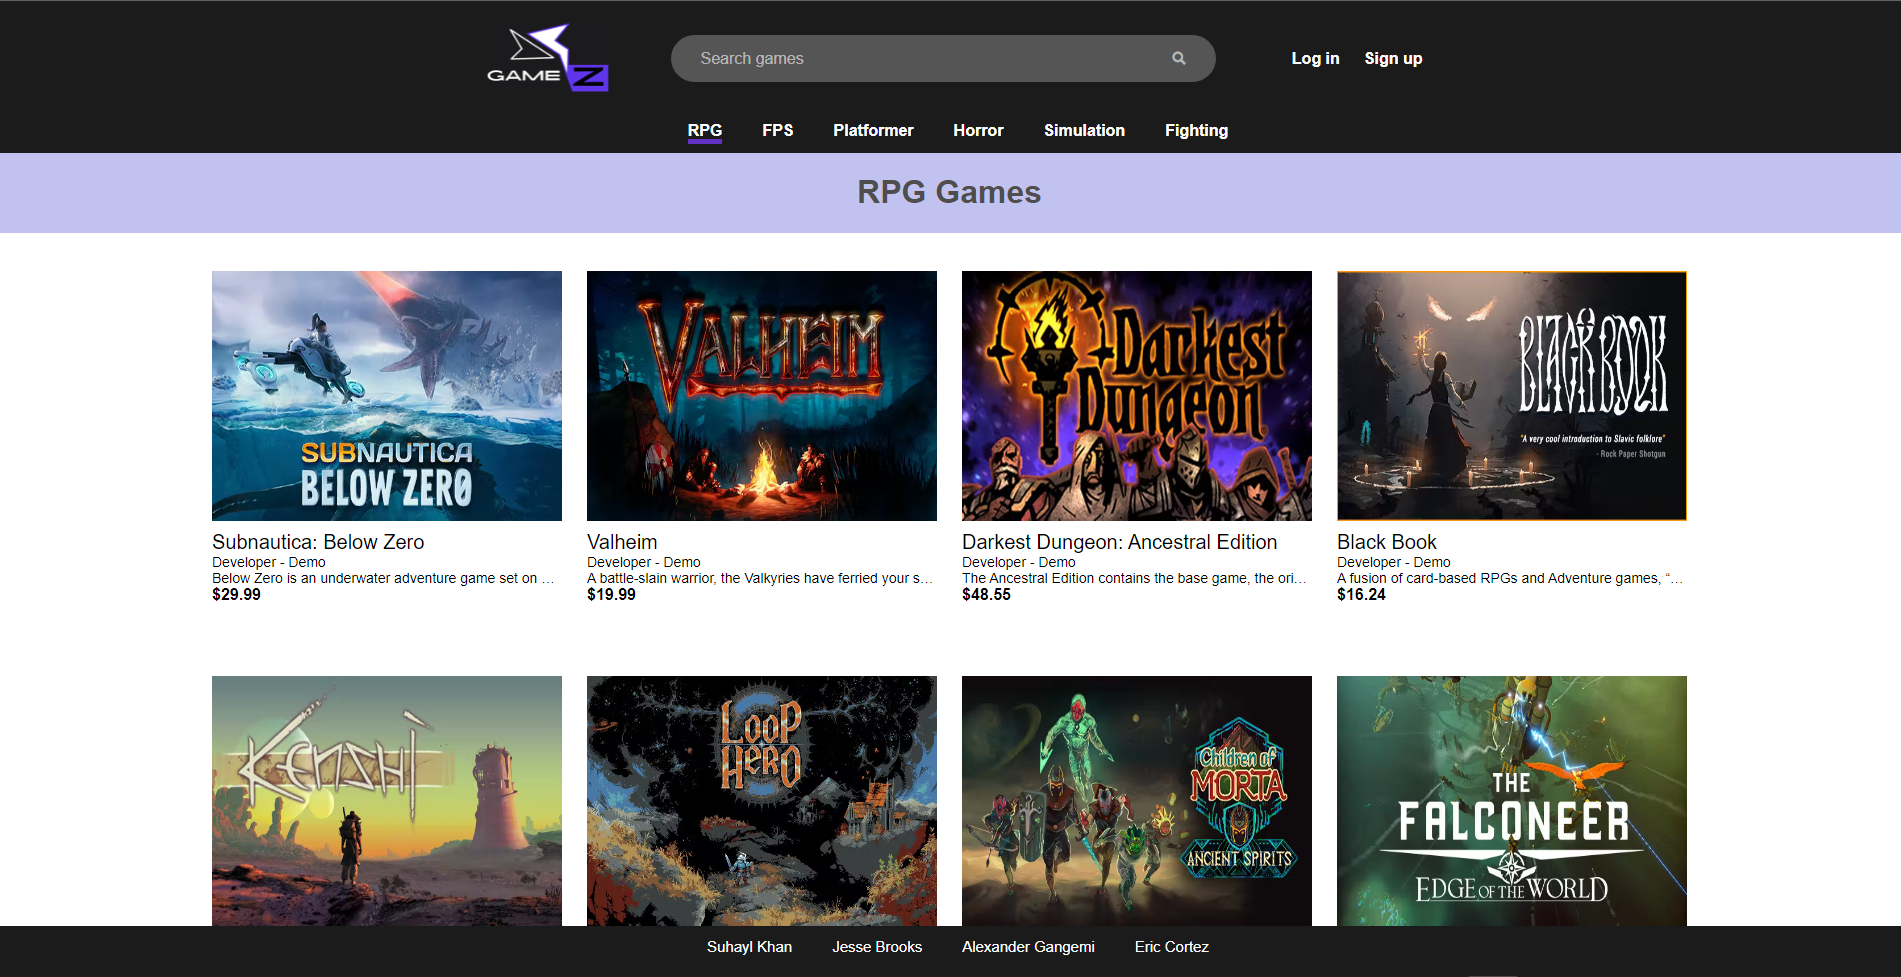 GAME Z
Search games
Log in
Sign up
RPG
FPS
Platformer
Horror
Simulation
Fighting
RPG Games
SUBNAUTICA
BELOW ZERO
VALHEIM
Darkest
Dungeon
BLACK BOOK
"A very cool introduction to Slavic folklore"
- Rock Paper Shotgun
Subnautica: Below Zero
Developer - Demo
Below Zero is an underwater adventure game set on …
$29.99
Valheim
Developer - Demo
A battle-slain warrior, the Valkyries have ferried your s…
$19.99
Darkest Dungeon: Ancestral Edition
Developer - Demo
The Ancestral Edition contains the base game, the ori…
$48.55
Black Book
Developer - Demo
A fusion of card-based RPGs and Adventure games, “…
$16.24
KENSHI
LOOP
HERO
Children of
MORTA
ANCIENT SPIRITS
THE
FALCONEER
EDGE OF THE WORLD
Suhayl Khan
Jesse Brooks
Alexander Gangemi
Eric Cortez